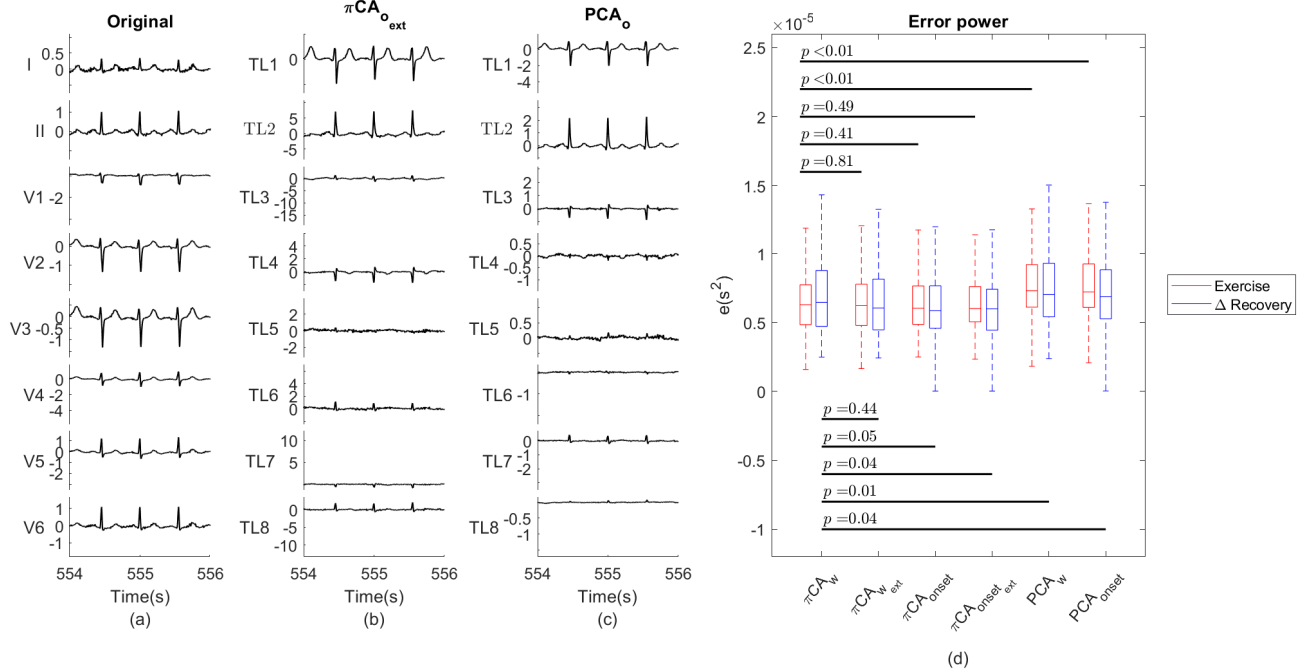 Original
I
0.5
0
II
1
0
V1
-2
V2
0
-1
V3
0
-0.5
-1
V4
0
-2
-4
V5
1
0
-1
-3
V6
1
0
-1
554
555
556
Time(s)
(a)
πCA_o_ext
TL1
0
TL2
5
0
-5
TL3
0
-5
-10
-15
TL4
4
2
0
TL5
2
0
-2
TL6
4
2
0
TL7
10
5
TL8
0
-5
-10
554
555
556
Time(s)
(b)
PCA_o
TL1
0
-2
-4
TL2
2
1
0
TL3
2
1
0
TL4
0.5
0
-0.5
-1
TL5
0.5
0
TL6
-1
TL7
0
-1
-2
TL8
-0.5
-1
554
555
556
Time(s)
(c)
Error power
×10^-5
2.5
2
1.5
1
0.5
0
-0.5
-1
e(s^2)
p <0.01
p <0.01
p =0.49
p =0.41
p =0.81
p =0.44
p =0.05
p =0.04
p =0.01
p =0.04
πCA_w
πCA_w_ext
πCA_onset
πCA_onset_ext
PCA_w
PCA_onset
(d)
Exercise
Δ Recovery